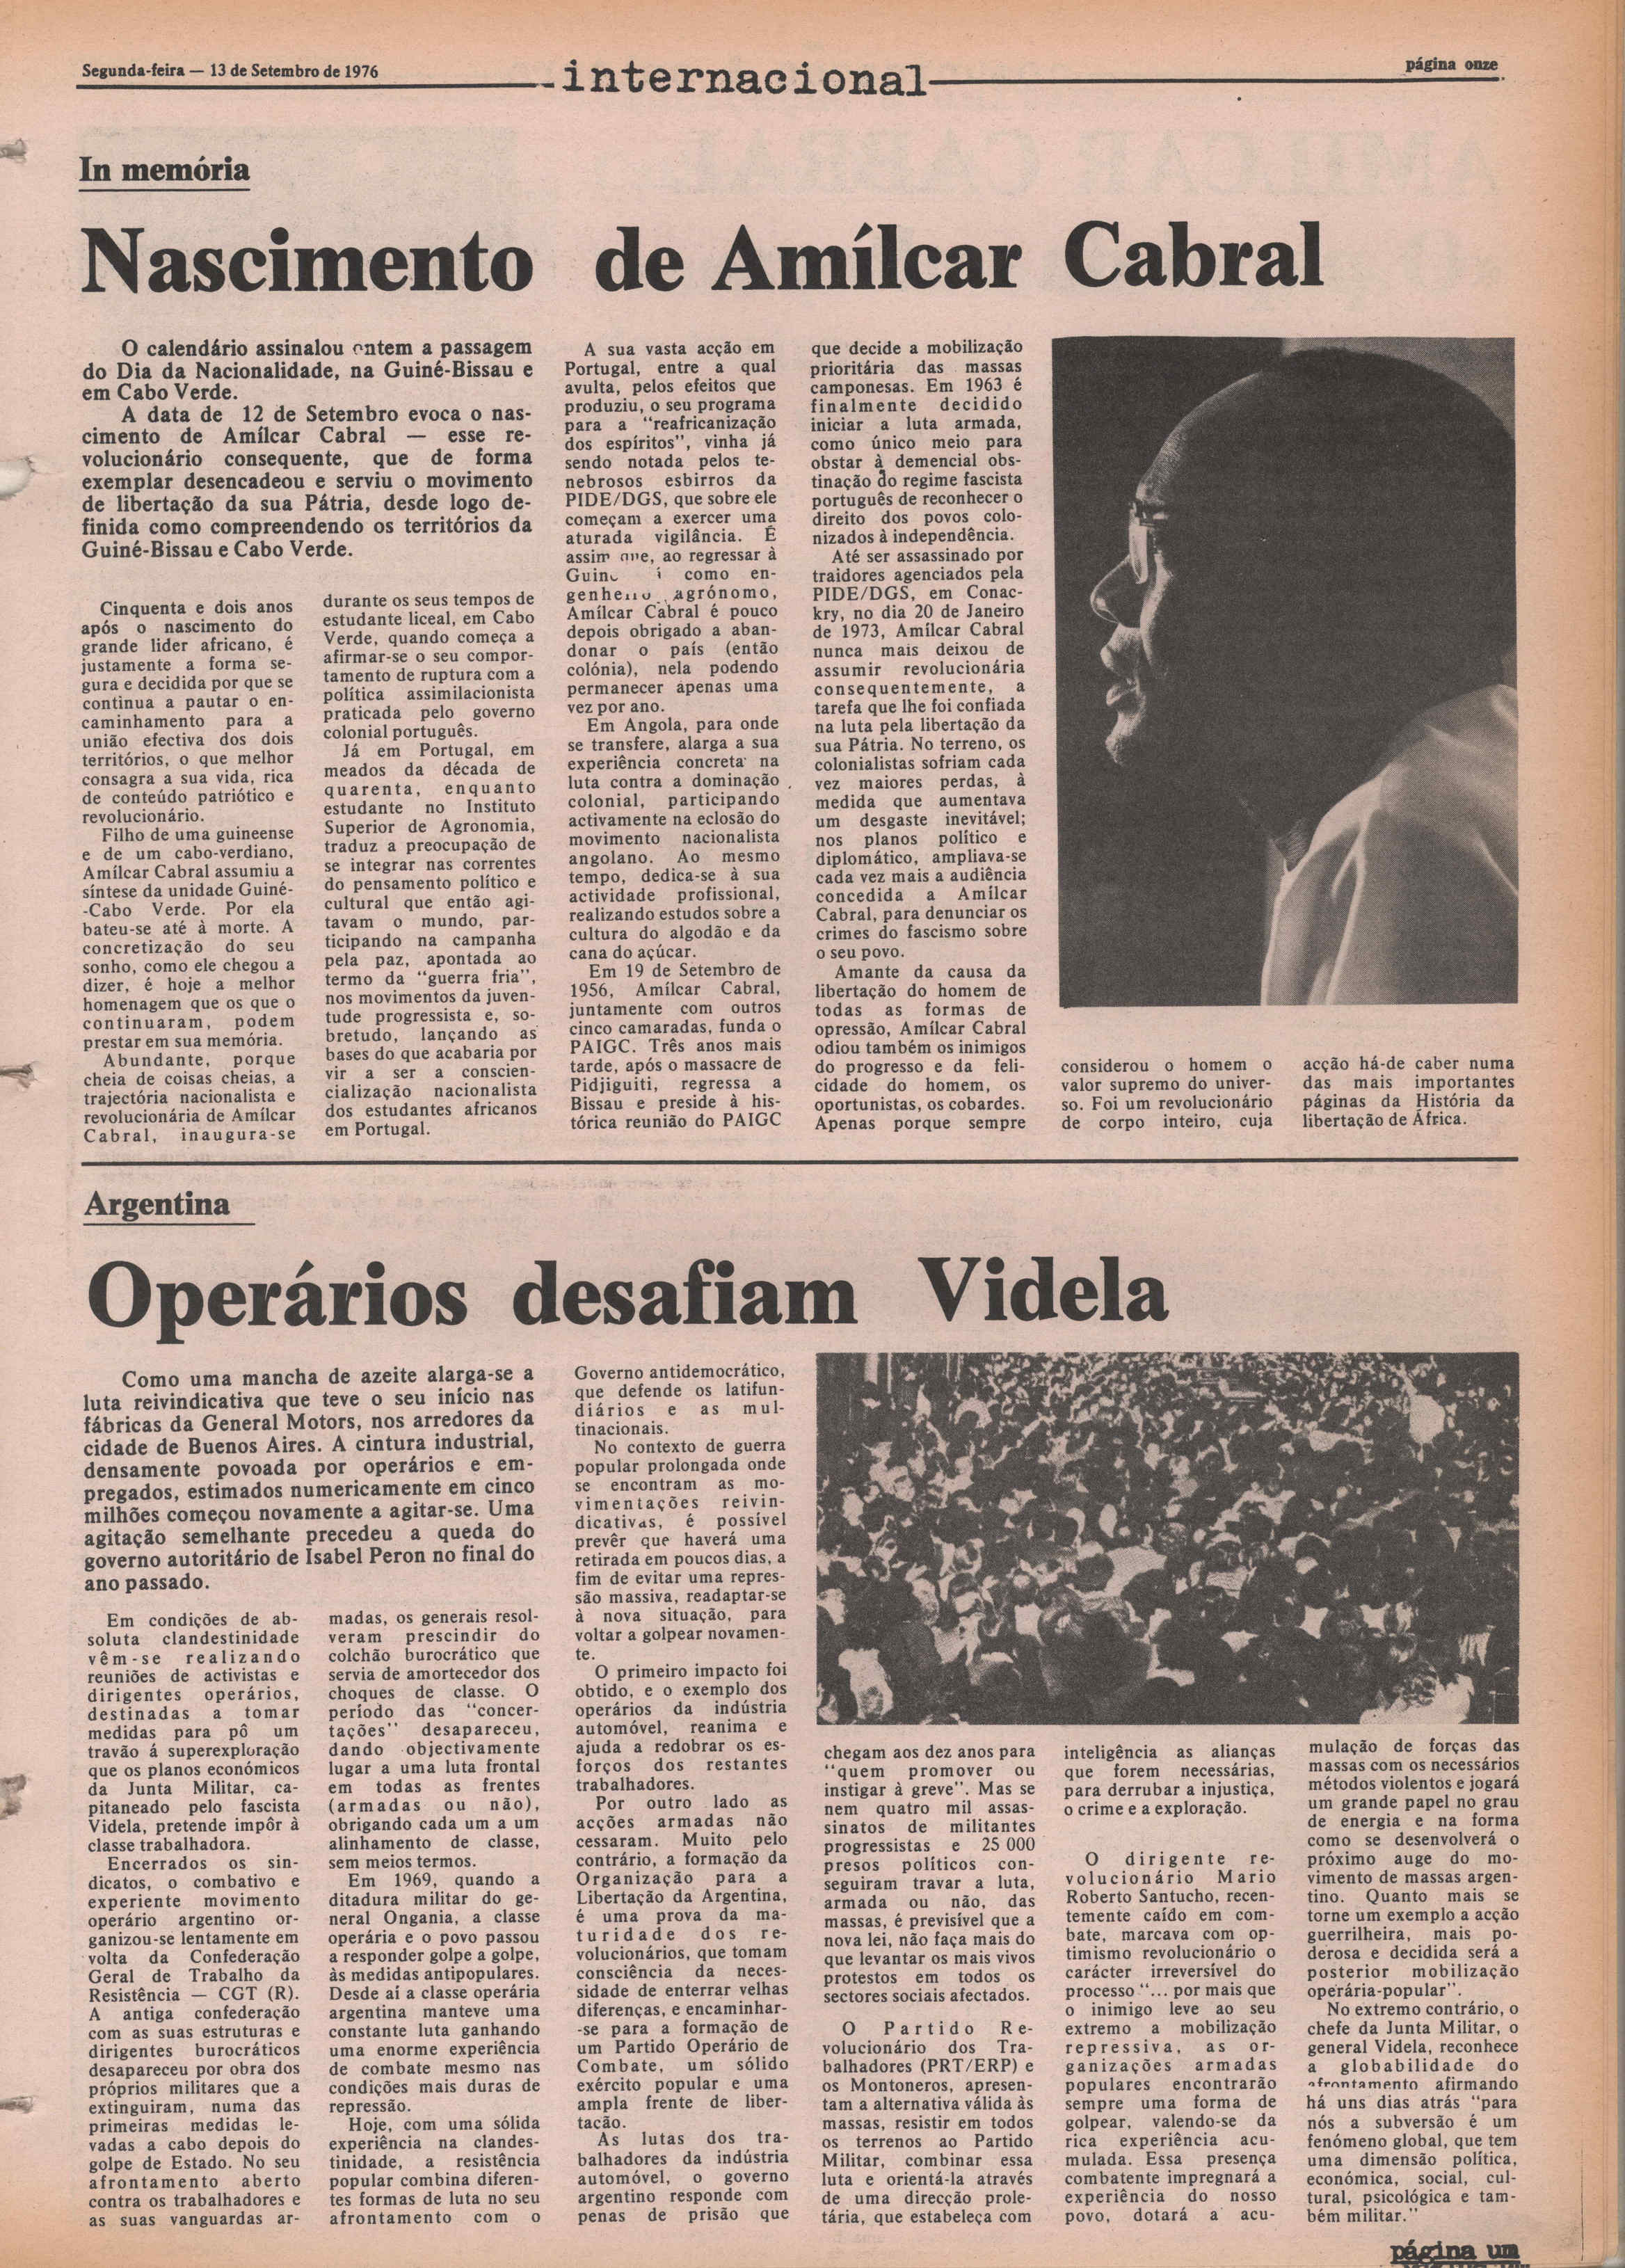 Segunda-feira — 13 de Setembro de 1976
internacional
página onze
In memória
Nascimento de Amílcar Cabral
O calendário assinalou ontem a passagem
do Dia da Nacionalidade, na Guiné-Bissau e
em Cabo Verde.
A data de 12 de Setembro evoca o nas-
cimento de Amílcar Cabral — esse re-
volucionário consequente, que de forma
exemplar desencadeou e serviu o movimento
de libertação da sua Pátria, desde logo de-
finida como compreendendo os territórios da
Guiné-Bissau e Cabo Verde.
Cinquenta e dois anos
após o nascimento do
grande lider africano, é
justamente a forma se-
gura e decidida por que se
continua a pautar o en-
caminhamento para a
união efectiva dos dois
territórios, o que melhor
consagra a sua vida, rica
de conteúdo patriótico e
revolucionário.
Filho de uma guineense
e de um cabo-verdiano,
Amílcar Cabral assumiu a
síntese da unidade Guiné-
-Cabo Verde. Por ela
bateu-se até à morte. A
concretização do seu
sonho, como ele chegou a
dizer, é hoje a melhor
homenagem que os que o
continuaram, podem
prestar em sua memória.
Abundante, porque
cheia de coisas cheias, a
trajectória nacionalista e
revolucionária de Amílcar
Cabral, inaugura-se
durante os seus tempos de
estudante liceal, em Cabo
Verde, quando começa a
afirmar-se o seu compor-
tamento de ruptura com a
política assimilacionista
praticada pelo governo
colonial português.
Já em Portugal, em
meados da década de
quarenta, enquanto
estudante no Instituto
Superior de Agronomia,
traduz a preocupação de
se integrar nas correntes
do pensamento político e
cultural que então agi-
tavam o mundo, par-
ticipando na campanha
pela paz, apontada ao
termo da "guerra fria",
nos movimentos da juven-
tude progressista e, so-
bretudo, lançando as
bases do que acabaria por
vir a ser a conscien-
cialização nacionalista
dos estudantes africanos
em Portugal.
A sua vasta acção em
Portugal, entre a qual
avulta, pelos efeitos que
produziu, o seu programa
para a "reafricanização
dos espíritos", vinha já
sendo notada pelos te-
nebrosos esbirros da
PIDE/DGS, que sobre ele
começam a exercer uma
aturada vigilância. É
assim que, ao regressar à
como en-
genheiro agrónomo,
Amílcar Cabral é pouco
depois obrigado a aban-
donar o país (então
colónia), nela podendo
permanecer apenas uma
vez por ano.
Em Angola, para onde
se transfere, alarga a sua
experiência concreta na
luta contra a dominação
colonial, participando
activamente na eclosão do
movimento nacionalista
angolano. Ao mesmo
tempo, dedica-se à sua
actividade profissional,
realizando estudos sobre a
cultura do algodão e da
cana do açúcar.
Em 19 de Setembro de
1956, Amílcar Cabral,
juntamente com outros
cinco camaradas, funda o
PAIGC. Três anos mais
tarde, após o massacre de
Pidjiguiti, regressa a
Bissau e preside à his-
tórica reunião do PAIGC
que decide a mobilização
prioritária das massas
camponesas. Em 1963 é
finalmente decidido
iniciar a luta armada,
como único meio para
obstar à demencial obs-
tinação do regime fascista
português de reconhecer o
direito dos povos colo-
nizados à independência.
Até ser assassinado por
traidores agenciados pela
PIDE/DGS, em Conac-
kry, no dia 20 de Janeiro
de 1973, Amílcar Cabral
nunca mais deixou de
assumir revolucionária
consequentemente, a
tarefa que lhe foi confiada
na luta pela libertação da
sua Pátria. No terreno, os
colonialistas sofriam cada
vez maiores perdas, à
medida que aumentava
um desgaste inevitável;
nos planos político e
diplomático, ampliava-se
cada vez mais a audiência
concedida a Amílcar
Cabral, para denunciar os
crimes do fascismo sobre
o seu povo.
Amante da causa da
libertação do homem de
todas as formas de
opressão, Amílcar Cabral
odiou também os inimigos
do progresso e da feli-
cidade do homem, os
oportunistas, os cobardes.
Apenas porque sempre
considerou o homem o
valor supremo do univer-
so. Foi um revolucionário
de corpo inteiro, cuja
acção há-de caber numa
das mais importantes
páginas da História da
libertação de África.
Argentina
Operários desafiam Videla
Como uma mancha de azeite alarga-se a
luta reivindicativa que teve o seu início nas
fábricas da General Motors, nos arredores da
cidade de Buenos Aires. A cintura industrial,
densamente povoada por operários e em-
pregados, estimados numericamente em cinco
milhões começou novamente a agitar-se. Uma
agitação semelhante precedeu a queda do
governo autoritário de Isabel Peron no final do
ano passado.
Em condições de ab-
soluta clandestinidade
vêm-se realizando
reuniões de activistas e
dirigentes operários,
destinadas a tomar
medidas para pô um
travão á superexploração
que os planos económicos
da Junta Militar, ca-
pitaneado pelo fascista
Videla, pretende impôr à
classe trabalhadora.
Encerrados os sin-
dicatos, o combativo e
experiente movimento
operário argentino or-
ganizou-se lentamente em
volta da Confederação
Geral de Trabalho da
Resistência — CGT (R).
A antiga confederação
com as suas estruturas e
dirigentes burocráticos
desapareceu por obra dos
próprios militares que a
extinguiram, numa das
primeiras medidas le-
vadas a cabo depois do
golpe de Estado. No seu
afrontamento aberto
contra os trabalhadores e
as suas vanguardas ar-
madas, os generais resol-
veram prescindir do
colchão burocrático que
servia de amortecedor dos
choques de classe. O
período das "concer-
tações" desapareceu,
dando objectivamente
lugar a uma luta frontal
em todas as frentes
(armadas ou não),
obrigando cada um a um
alinhamento de classe,
sem meios termos.
Em 1969, quando a
ditadura militar do ge-
neral Ongania, a classe
operária e o povo passou
a responder golpe a golpe,
às medidas antipopulares.
Desde aí a classe operária
argentina manteve uma
constante luta ganhando
uma enorme experiência
de combate mesmo nas
condições mais duras de
repressão.
Hoje, com uma sólida
experiência na clandes-
tinidade, a resistência
popular combina diferen-
tes formas de luta no seu
afrontamento com o
Governo antidemocrático,
que defende os latifun-
diários e as mul-
tinacionais.
No contexto de guerra
popular prolongada onde
se encontram as mo-
vimentações reivin-
dicativas, é possível
prevêr que haverá uma
retirada em poucos dias, a
fim de evitar uma repres-
são massiva, readaptar-se
à nova situação, para
voltar a golpear novamen-
te.
O primeiro impacto foi
obtido, e o exemplo dos
operários da indústria
automóvel, reanima e
ajuda a redobrar os es-
forços dos restantes
trabalhadores.
Por outro lado as
acções armadas não
cessaram. Muito pelo
contrário, a formação da
Organização para a
Libertação da Argentina,
é uma prova da ma-
turidade dos re-
volucionários, que tomam
consciência da neces-
sidade de enterrar velhas
diferenças, e encaminhar-
-se para a formação de
um Partido Operário de
Combate, um sólido
exército popular e uma
ampla frente de liber-
tação.
As lutas dos tra-
balhadores da indústria
automóvel, o governo
argentino responde com
penas de prisão que
chegam aos dez anos para
"quem promover ou
instigar à greve". Mas se
nem quatro mil assas-
sinatos de militantes
progressistas e 25 000
presos políticos con-
seguiram travar a luta,
armada ou não, das
massas, é previsível que a
nova lei, não faça mais do
que levantar os mais vivos
protestos em todos os
sectores sociais afectados.
O Partido Re-
volucionário dos Tra-
balhadores (PRT/ERP) e
os Montoneros, apresen-
tam a alternativa válida às
massas, resistir em todos
os terrenos ao Partido
Militar, combinar essa
luta e orientá-la através
de uma direcção prole-
tária, que estabeleça com
inteligência as alianças
que forem necessárias,
para derrubar a injustiça,
o crime e a exploração.
O dirigente re-
volucionário Mario
Roberto Santucho, recen-
temente caído em com-
bate, marcava com op-
timismo revolucionário o
carácter irreversível do
processo "... por mais que
o inimigo leve ao seu
extremo a mobilização
repressiva, as or-
ganizações armadas
populares encontrarão
sempre uma forma de
golpear, valendo-se da
rica experiência acu-
mulada. Essa presença
combatente impregnará a
experiência do nosso
povo, dotará a acu-
mulação de forças das
massas com os necessários
métodos violentos e jogará
um grande papel no grau
de energia e na forma
como se desenvolverá o
próximo auge do mo-
vimento de massas argen-
tino. Quanto mais se
torne um exemplo a acção
guerrilheira, mais po-
derosa e decidida será a
posterior mobilização
operária-popular".
No extremo contrário, o
chefe da Junta Militar, o
general Videla, reconhece
a globabilidade do
afrontamento afirmando
há uns dias atrás "para
nós a subversão é um
fenómeno global, que tem
uma dimensão política,
económica, social, cul-
tural, psicológica e tam-
bém militar."
página um